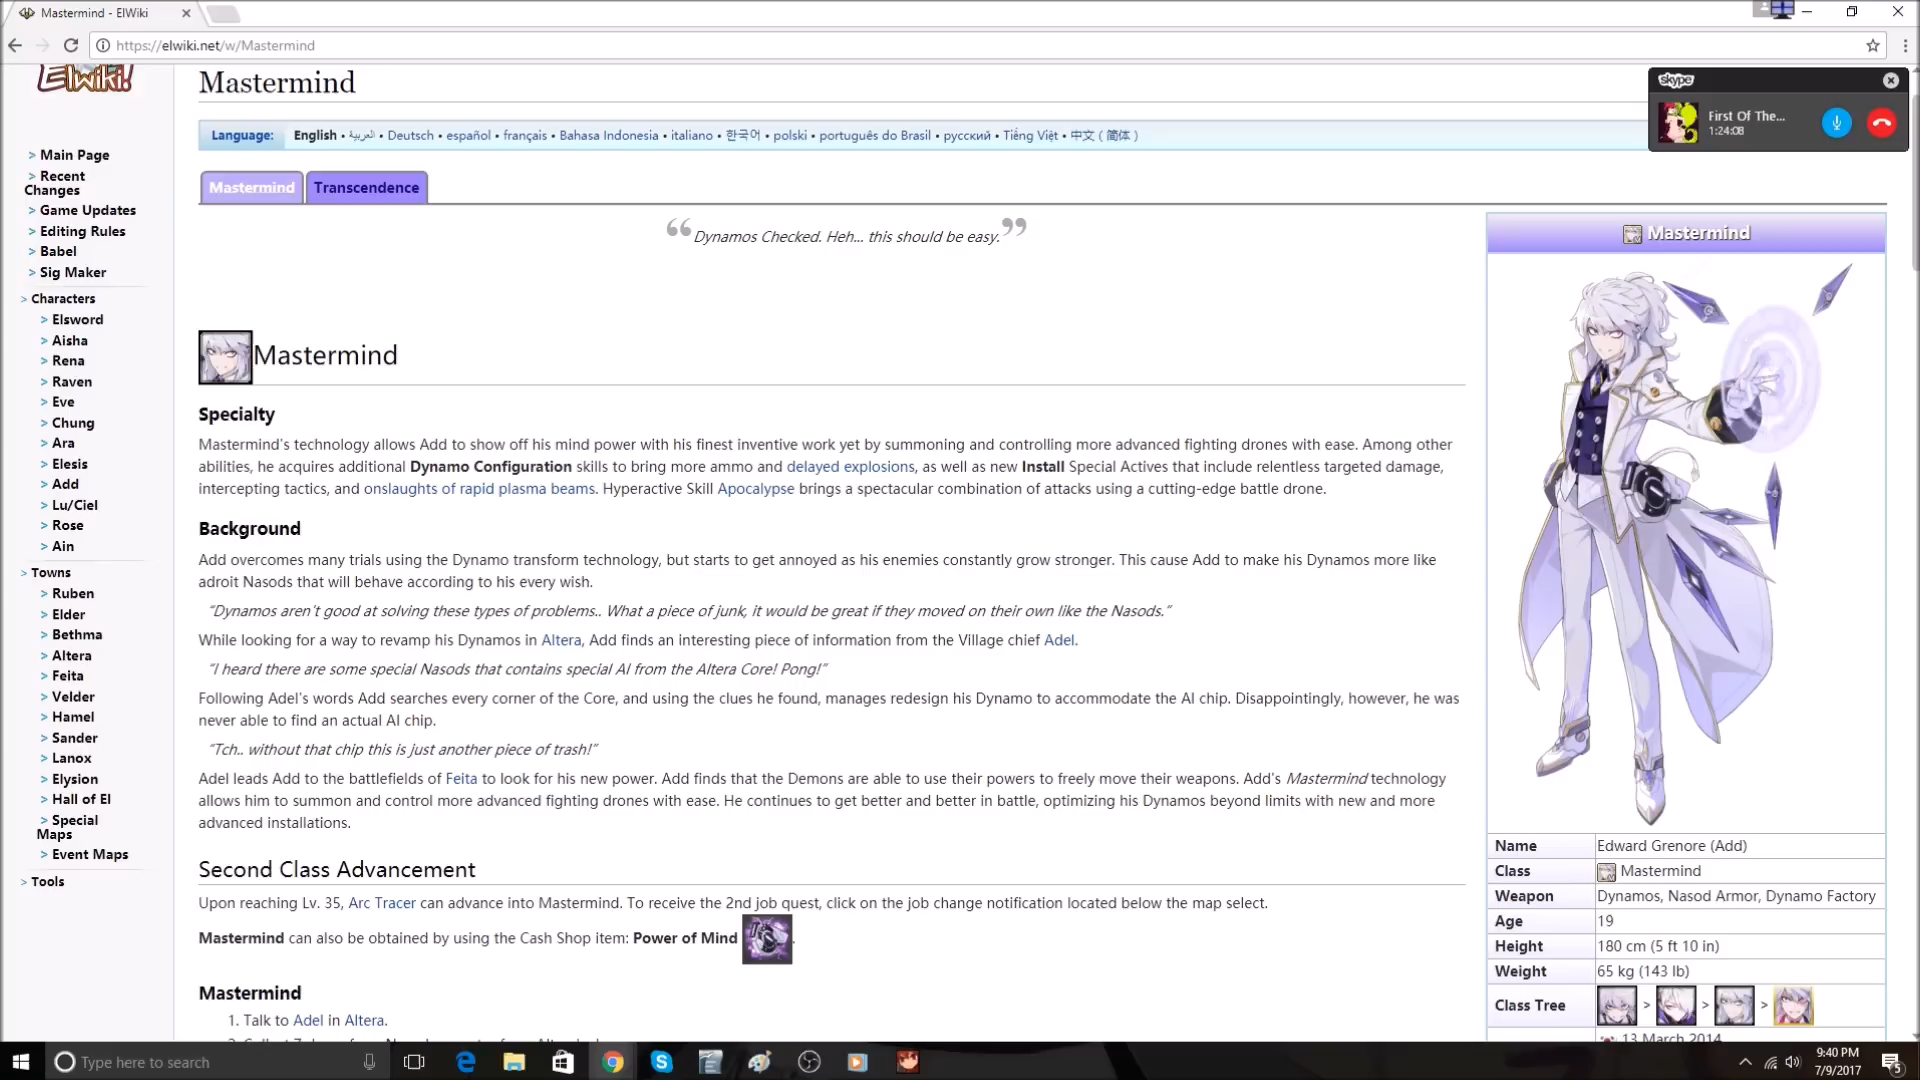 Mastermind - ElWiki
https://elwiki.net/w/Mastermind
Elwiki!
Mastermind
skype
First Of The...
1:24:08
Language: English • العربية • Deutsch • español • français • Bahasa Indonesia • italiano • 한국어 • polski • português do Brasil • русский • Tiếng Việt • 中文 ( 简体 )
Mastermind
Transcendence
> Main Page
> Recent
Changes
> Game Updates
> Editing Rules
> Babel
> Sig Maker
> Characters
> Elsword
> Aisha
> Rena
> Raven
> Eve
> Chung
> Ara
> Elesis
> Add
> Lu/Ciel
> Rose
> Ain
> Towns
> Ruben
> Elder
> Bethma
> Altera
> Feita
> Velder
> Hamel
> Sander
> Lanox
> Elysion
> Hall of El
> Special
Maps
> Event Maps
> Tools
“ Dynamos Checked. Heh... this should be easy. ”
Mastermind
Specialty
Mastermind's technology allows Add to show off his mind power with his finest inventive work yet by summoning and controlling more advanced fighting drones with ease. Among other
abilities, he acquires additional Dynamo Configuration skills to bring more ammo and delayed explosions, as well as new Install Special Actives that include relentless targeted damage,
intercepting tactics, and onslaughts of rapid plasma beams. Hyperactive Skill Apocalypse brings a spectacular combination of attacks using a cutting-edge battle drone.
Background
Add overcomes many trials using the Dynamo transform technology, but starts to get annoyed as his enemies constantly grow stronger. This cause Add to make his Dynamos more like
adroit Nasods that will behave according to his every wish.
“Dynamos aren't good at solving these types of problems.. What a piece of junk, it would be great if they moved on their own like the Nasods.”
While looking for a way to revamp his Dynamos in Altera, Add finds an interesting piece of information from the Village chief Adel.
“I heard there are some special Nasods that contains special AI from the Altera Core! Pong!”
Following Adel's words Add searches every corner of the Core, and using the clues he found, manages redesign his Dynamo to accommodate the AI chip. Disappointingly, however, he was
never able to find an actual AI chip.
“Tch.. without that chip this is just another piece of trash!”
Adel leads Add to the battlefields of Feita to look for his new power. Add finds that the Demons are able to use their powers to freely move their weapons. Add's Mastermind technology
allows him to summon and control more advanced fighting drones with ease. He continues to get better and better in battle, optimizing his Dynamos beyond limits with new and more
advanced installations.
Second Class Advancement
Upon reaching Lv. 35, Arc Tracer can advance into Mastermind. To receive the 2nd job quest, click on the job change notification located below the map select.
Mastermind can also be obtained by using the Cash Shop item: Power of Mind .
Mastermind
1. Talk to Adel in Altera.
Mastermind
Name Edward Grenore (Add)
Class Mastermind
Weapon Dynamos, Nasod Armor, Dynamo Factory
Age 19
Height 180 cm (5 ft 10 in)
Weight 65 kg (143 lb)
Class Tree > > >
13 March 2014
Type here to search
9:40 PM
7/9/2017
5